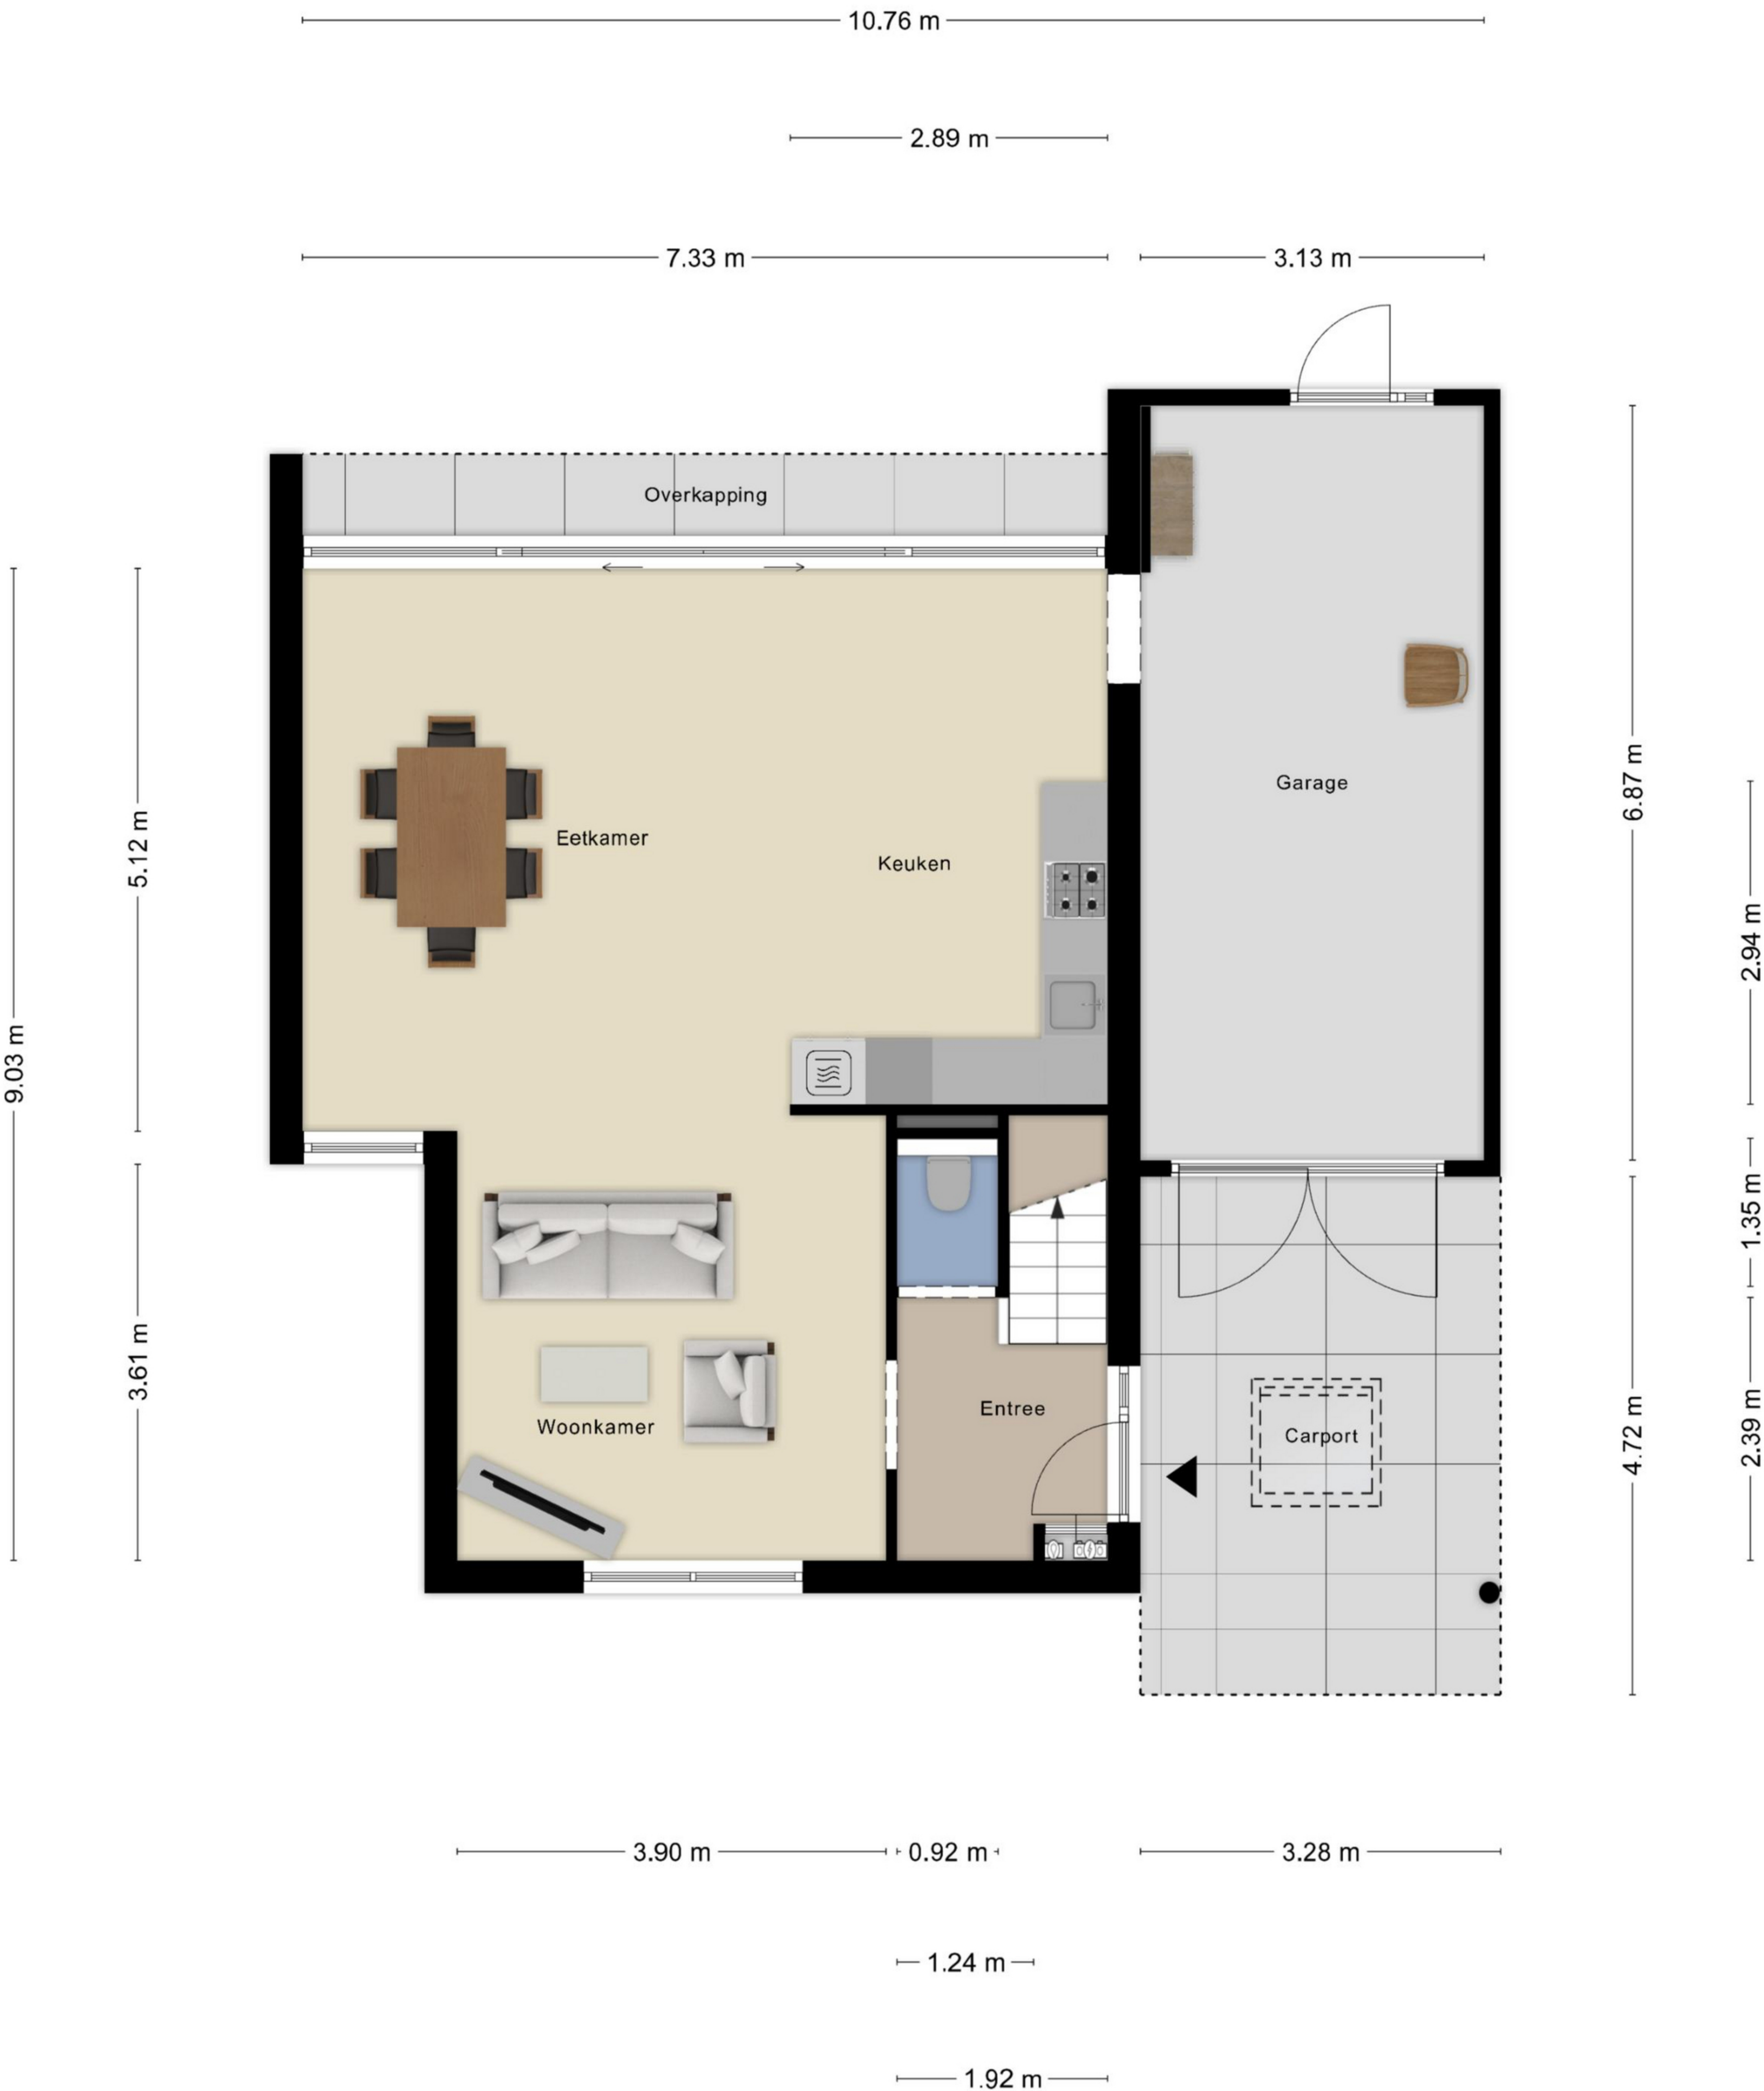 10.76 m
2.89 m
7.33 m
3.13 m
Overkapping
Garage
6.87 m
5.12 m
Eetkamer
Keuken
2.94 m
9.03 m
1.35 m
3.61 m
Entree
Woonkamer
Carport
4.72 m
2.39 m
3.90 m
0.92 m
3.28 m
1.24 m
1.92 m